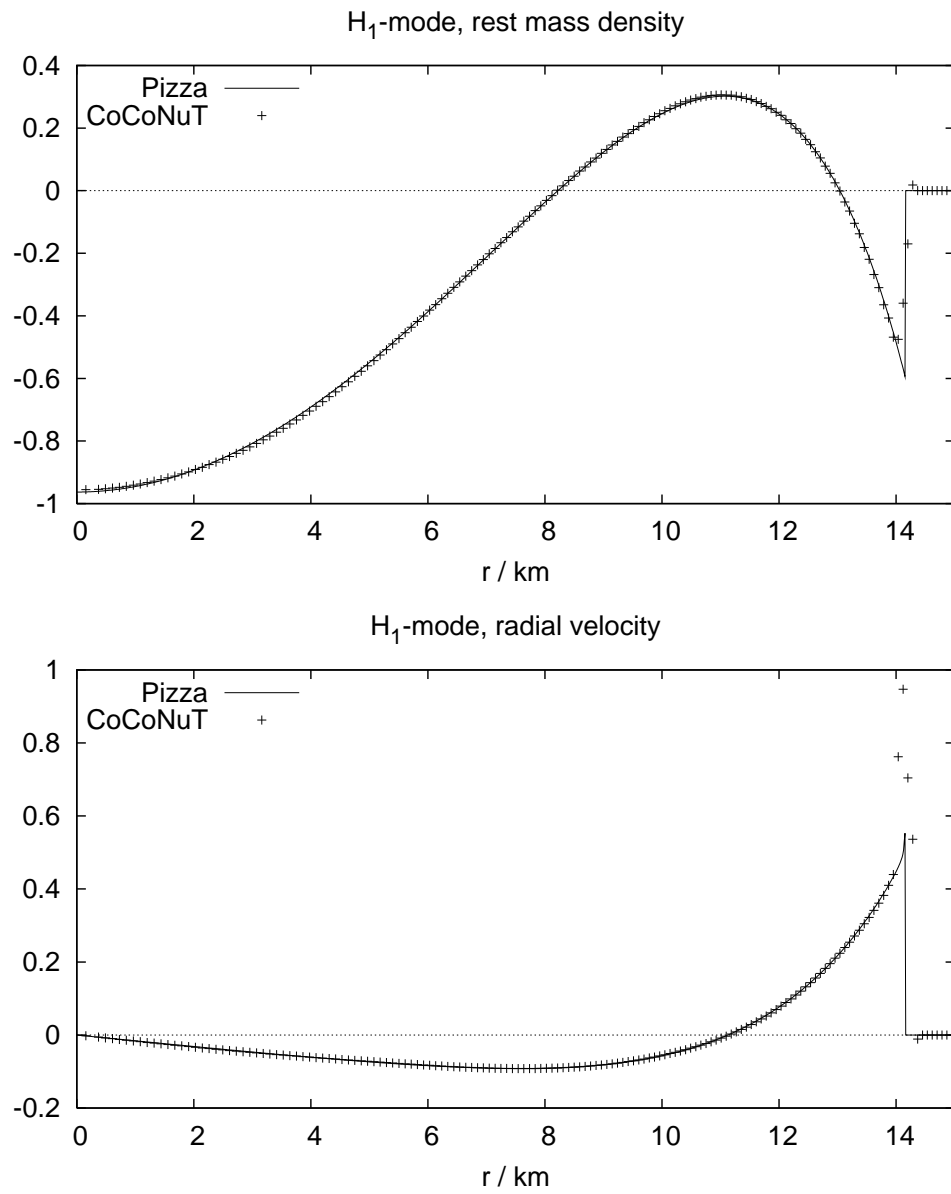 H₁-mode, rest mass density
Pizza
CoCoNuT
0.4
0.2
0
-0.2
-0.4
-0.6
-0.8
-1
0 2 4 6 8 10 12 14
r / km
H₁-mode, radial velocity
Pizza
CoCoNuT
1
0.8
0.6
0.4
0.2
0
-0.2
0 2 4 6 8 10 12 14
r / km